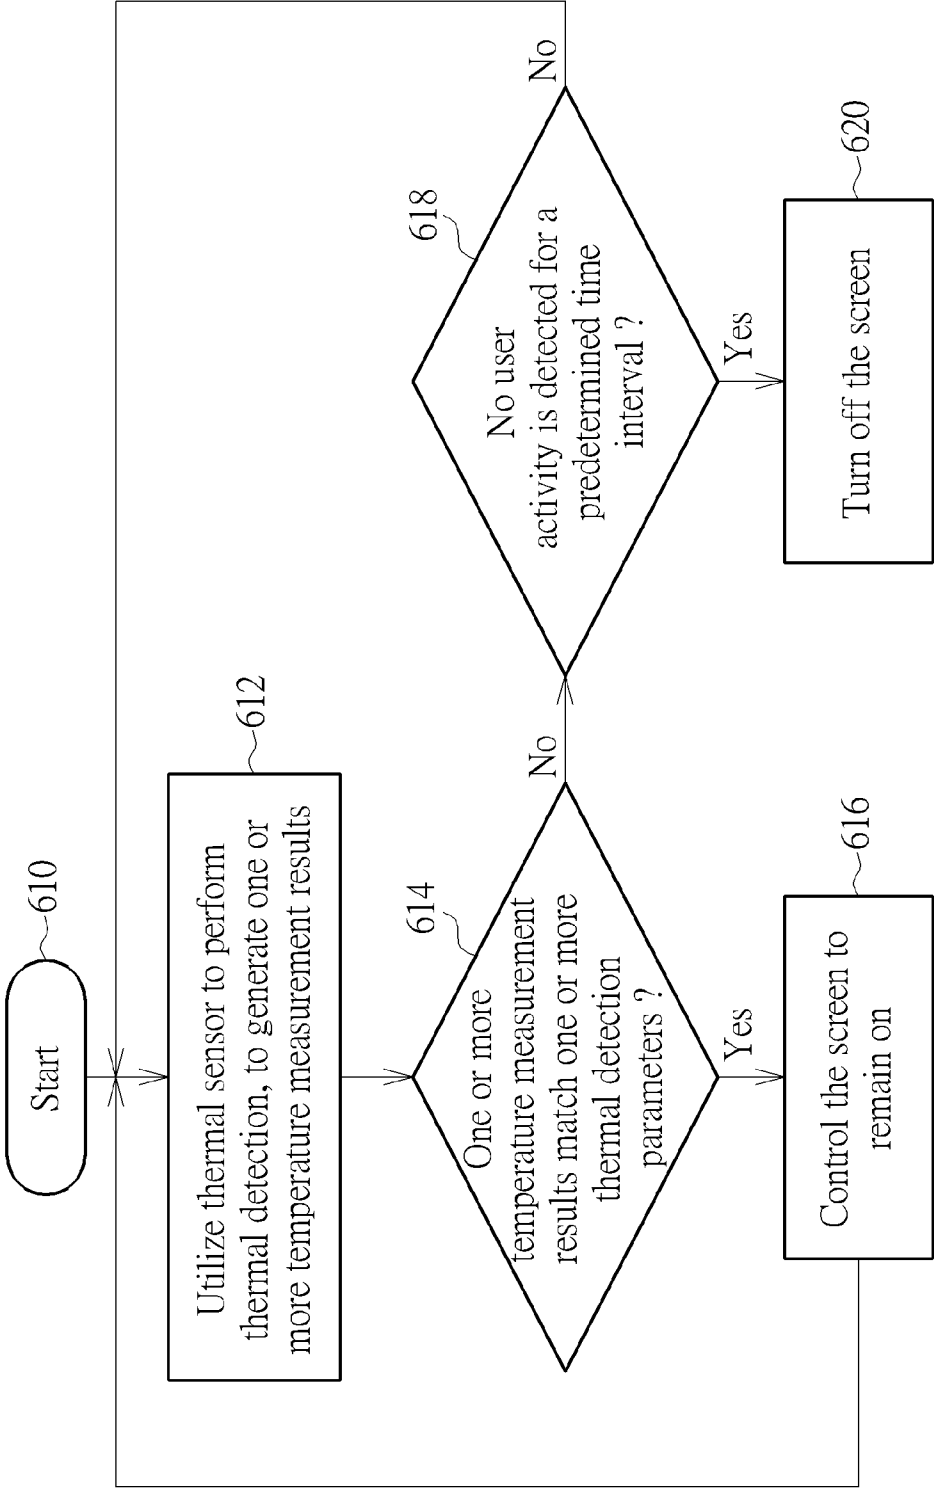 Start
610
Utilize thermal sensor to perform
thermal detection, to generate one or
more temperature measurement results
612
One or more
temperature measurement
results match one or more
thermal detection
parameters ?
614
No
Yes
Control the screen to
remain on
616
No user
activity is detected for a
predetermined time
interval ?
618
No
Yes
Turn off the screen
620